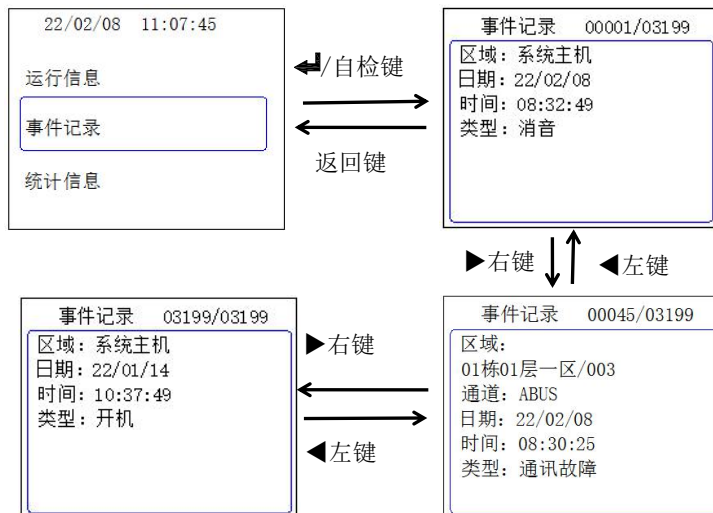 22/02/08 11:07:45
运行信息
事件记录
统计信息
/自检键
返回键
事件记录 00001/03199
区域: 系统主机
日期: 22/02/08
时间: 08:32:49
类型: 消音
▶右键
◀左键
事件记录 03199/03199
区域: 系统主机
日期: 22/01/14
时间: 10:37:49
类型: 开机
▶右键
◀左键
事件记录 00045/03199
区域:
01栋01层一区/003
通道: ABUS
日期: 22/02/08
时间: 08:30:25
类型: 通讯故障